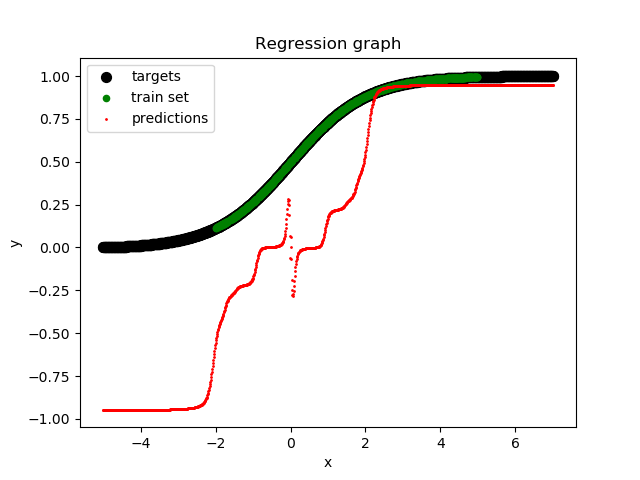 Regression graph
targets
train set
predictions
1.00
0.75
0.50
0.25
0.00
−0.25
−0.50
−0.75
−1.00
y
−4 −2 0 2 4 6
x